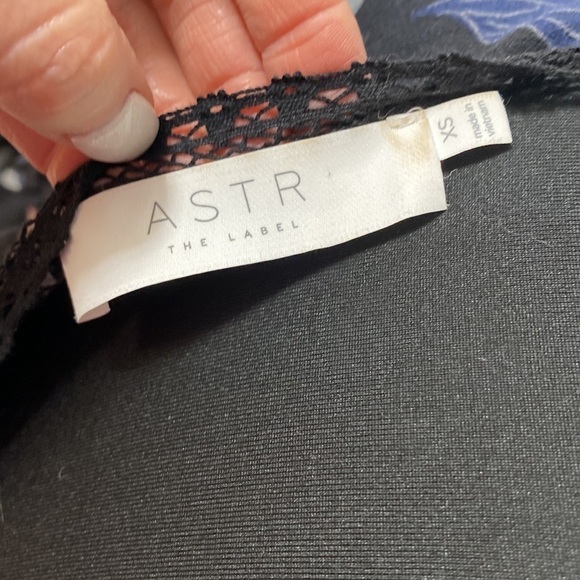 ASTR
THE LABEL
XS
made in
vietnam